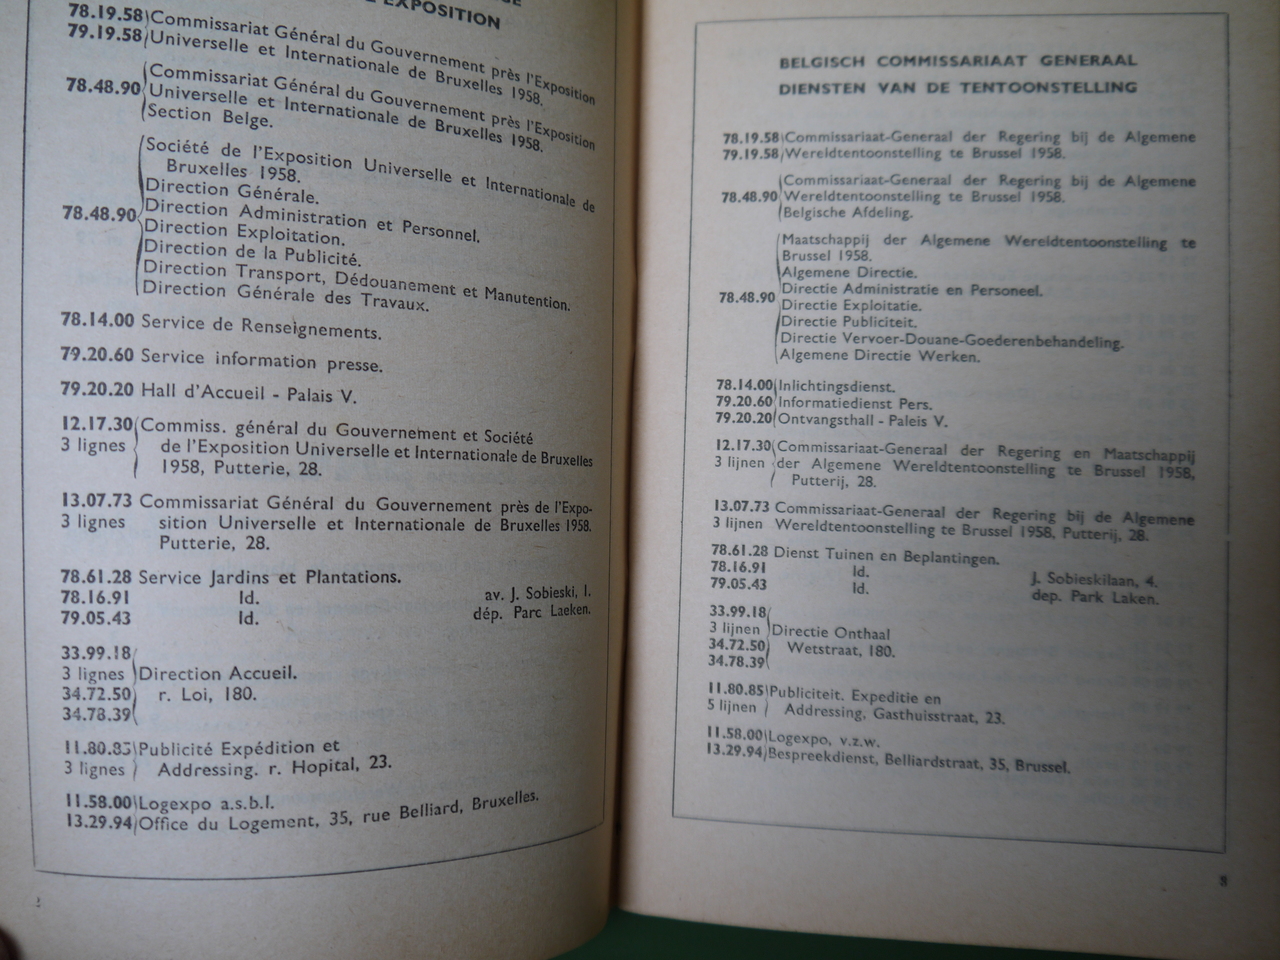 EXPOSITION
78.19.58 Commissariat Général du Gouvernement près l'Exposition
79.19.58 Universelle et Internationale de Bruxelles 1958.
Commissariat Général du Gouvernement près l'Exposition
78.48.90 Universelle et Internationale de Bruxelles 1958.
Section Belge.
Société de l'Exposition Universelle et Internationale de
Bruxelles 1958.
Direction Générale.
78.48.90 Direction Administration et Personnel.
Direction Exploitation.
Direction de la Publicité.
Direction Transport, Dédouanement et Manutention.
Direction Générale des Travaux.
78.14.00 Service de Renseignements.
79.20.60 Service information presse.
79.20.20 Hall d'Accueil - Palais V.
12.17.30 Commiss. général du Gouvernement et Société
3 lignes de l'Exposition Universelle et Internationale de Bruxelles
1958, Putterie, 28.
13.07.73 Commissariat Général du Gouvernement près de l'Expo-
3 lignes sition Universelle et Internationale de Bruxelles 1958.
Putterie, 28.
78.61.28 Service Jardins et Plantations.
78.16.91 Id. av. J. Sobieski, 1.
79.05.43 Id. dép. Parc Laeken.
33.99.18
3 lignes Direction Accueil.
34.72.50 r. Loi, 180.
34.78.39
11.80.85 Publicité Expédition et
3 lignes Addressing. r. Hopital, 23.
11.58.00 Logexpo a.s.b.l.
13.29.94 Office du Logement, 35, rue Belliard, Bruxelles.
BELGISCH COMMISSARIAAT GENERAAL
DIENSTEN VAN DE TENTOONSTELLING
78.19.58 Commissariaat-Generaal der Regering bij de Algemene
79.19.58 Wereldtentoonstelling te Brussel 1958.
Commissariaat-Generaal der Regering bij de Algemene
78.48.90 Wereldtentoonstelling te Brussel 1958.
Belgische Afdeling.
Maatschappij der Algemene Wereldtentoonstelling te
Brussel 1958.
Algemene Directie.
78.48.90 Directie Administratie en Personeel.
Directie Exploitatie.
Directie Publiciteit.
Directie Vervoer-Douane-Goederenbehandeling.
Algemene Directie Werken.
78.14.00 Inlichtingsdienst.
79.20.60 Informatiedienst Pers.
79.20.20 Ontvangsthall - Paleis V.
12.17.30 Commissariaat-Generaal der Regering en Maatschappij
3 lijnen der Algemene Wereldtentoonstelling te Brussel 1958,
Putterij, 28.
13.07.73 Commissariaat-Generaal der Regering bij de Algemene
3 lijnen Wereldtentoonstelling te Brussel 1958, Putterij, 28.
78.61.28 Dienst Tuinen en Beplantingen.
78.16.91 Id. J. Sobieskilaan, 4.
79.05.43 Id. dep. Park Laken.
33.99.18
3 lijnen Directie Onthaal
34.72.50 Wetstraat, 180.
34.78.39
11.80.85 Publiciteit. Expeditie en
5 lijnen Addressing, Gasthuisstraat, 23.
11.58.00 Logexpo, v.z.w.
13.29.94 Bespreekdienst, Belliardstraat, 35, Brussel.
8